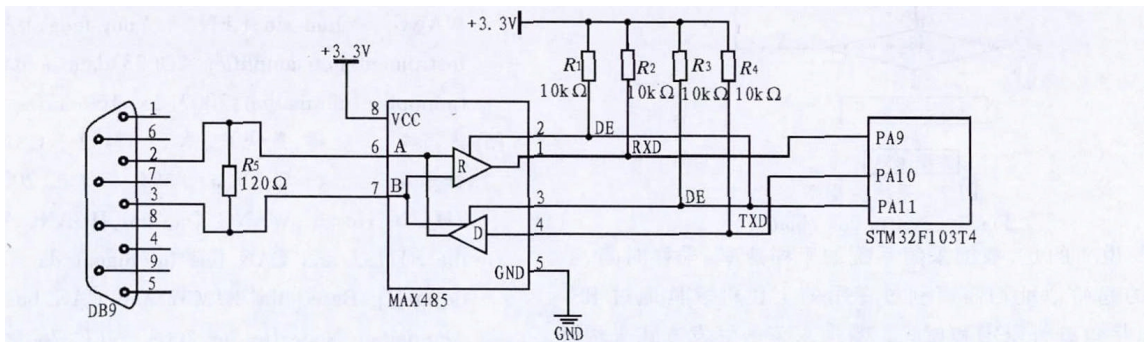 +3.3V
+3.3V
R1
10kΩ
R2
10kΩ
R3
10kΩ
R4
10kΩ
1
6
2
7
3
8
4
9
5
DB9
R5
120Ω
8
VCC
6
A
7
B
R
D
2
DE
1
RXD
3
DE
4
TXD
GND
5
MAX485
GND
PA9
PA10
PA11
STM32F103T4